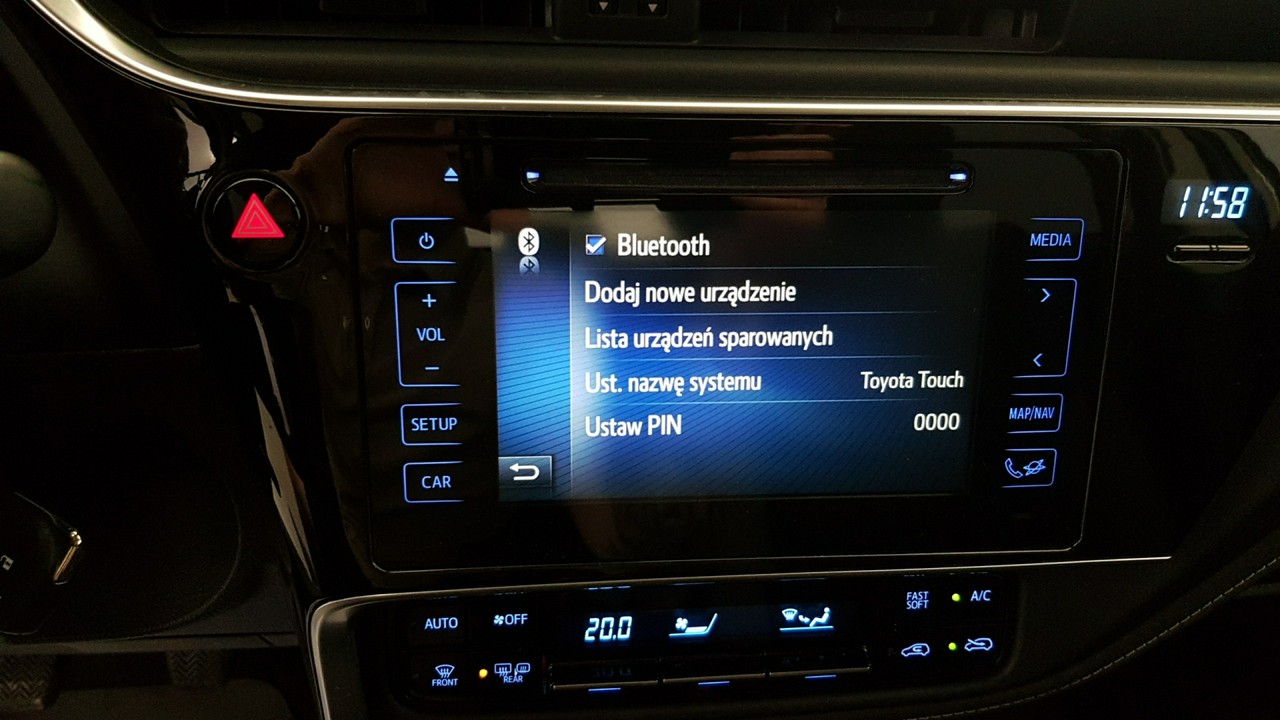 11:58
Bluetooth
MEDIA
Dodaj nowe urządzenie
+
VOL
−
Lista urządzeń sparowanych
Ust. nazwę systemu Toyota Touch
Ustaw PIN 0000
SETUP
MAP/NAV
CAR
AUTO
OFF
20.0
FAST
SOFT
A/C
FRONT
REAR